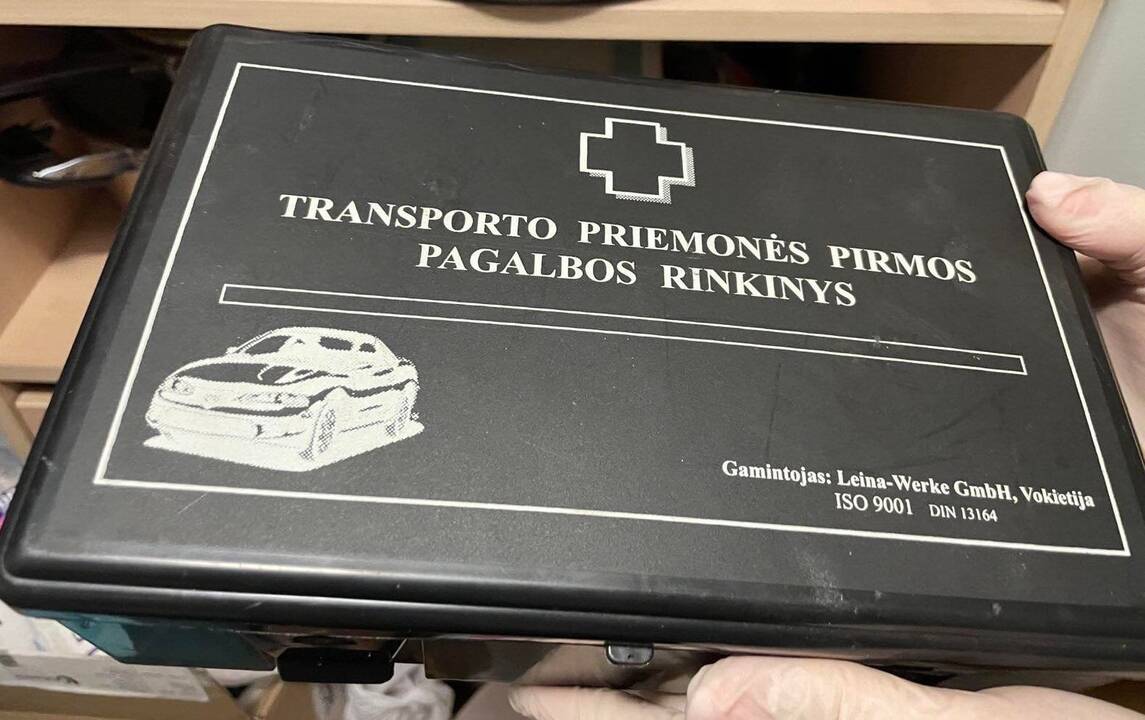 TRANSPORTO PRIEMONĖS PIRMOS
PAGALBOS RINKINYS
Gamintojas: Leina-Werke GmbH, Vokietija
ISO 9001 DIN 13164